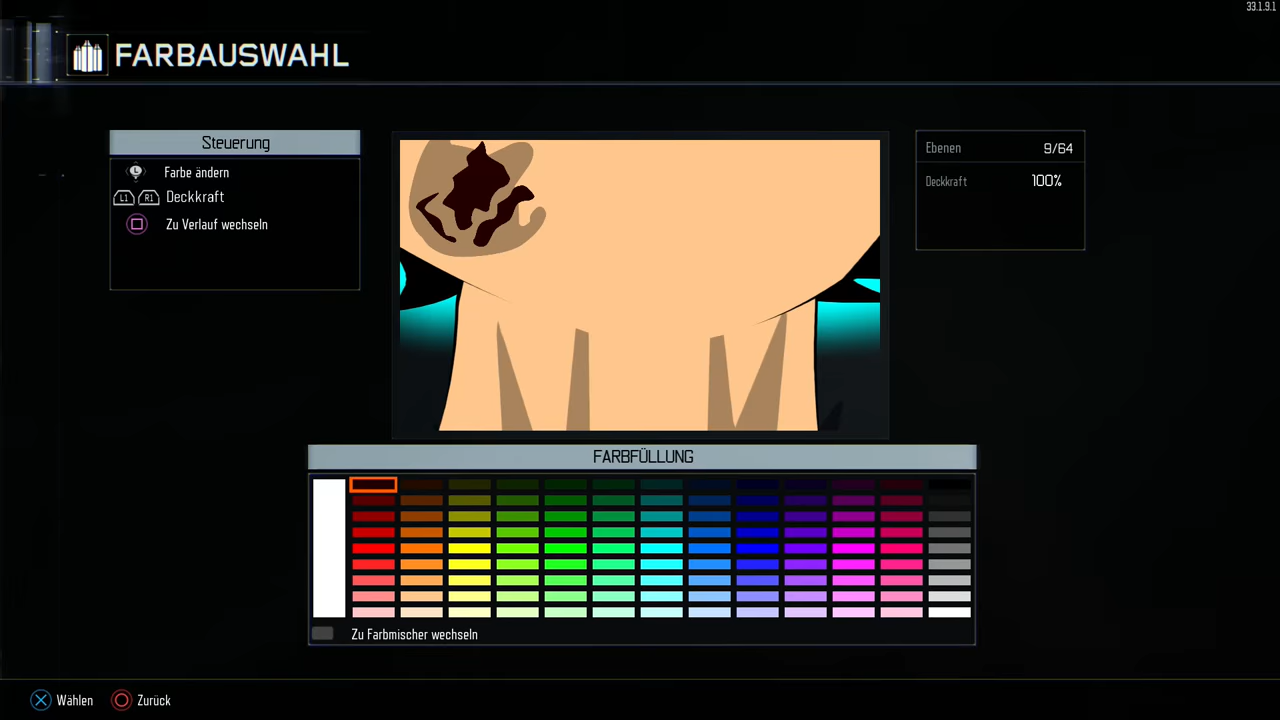 33.1.9.1
FARBAUSWAHL
Steuerung
L Farbe ändern
L1 R1 Deckkraft
Zu Verlauf wechseln
Ebenen 9/64
Deckkraft 100%
FARBFÜLLUNG
Zu Farbmischer wechseln
Wählen Zurück